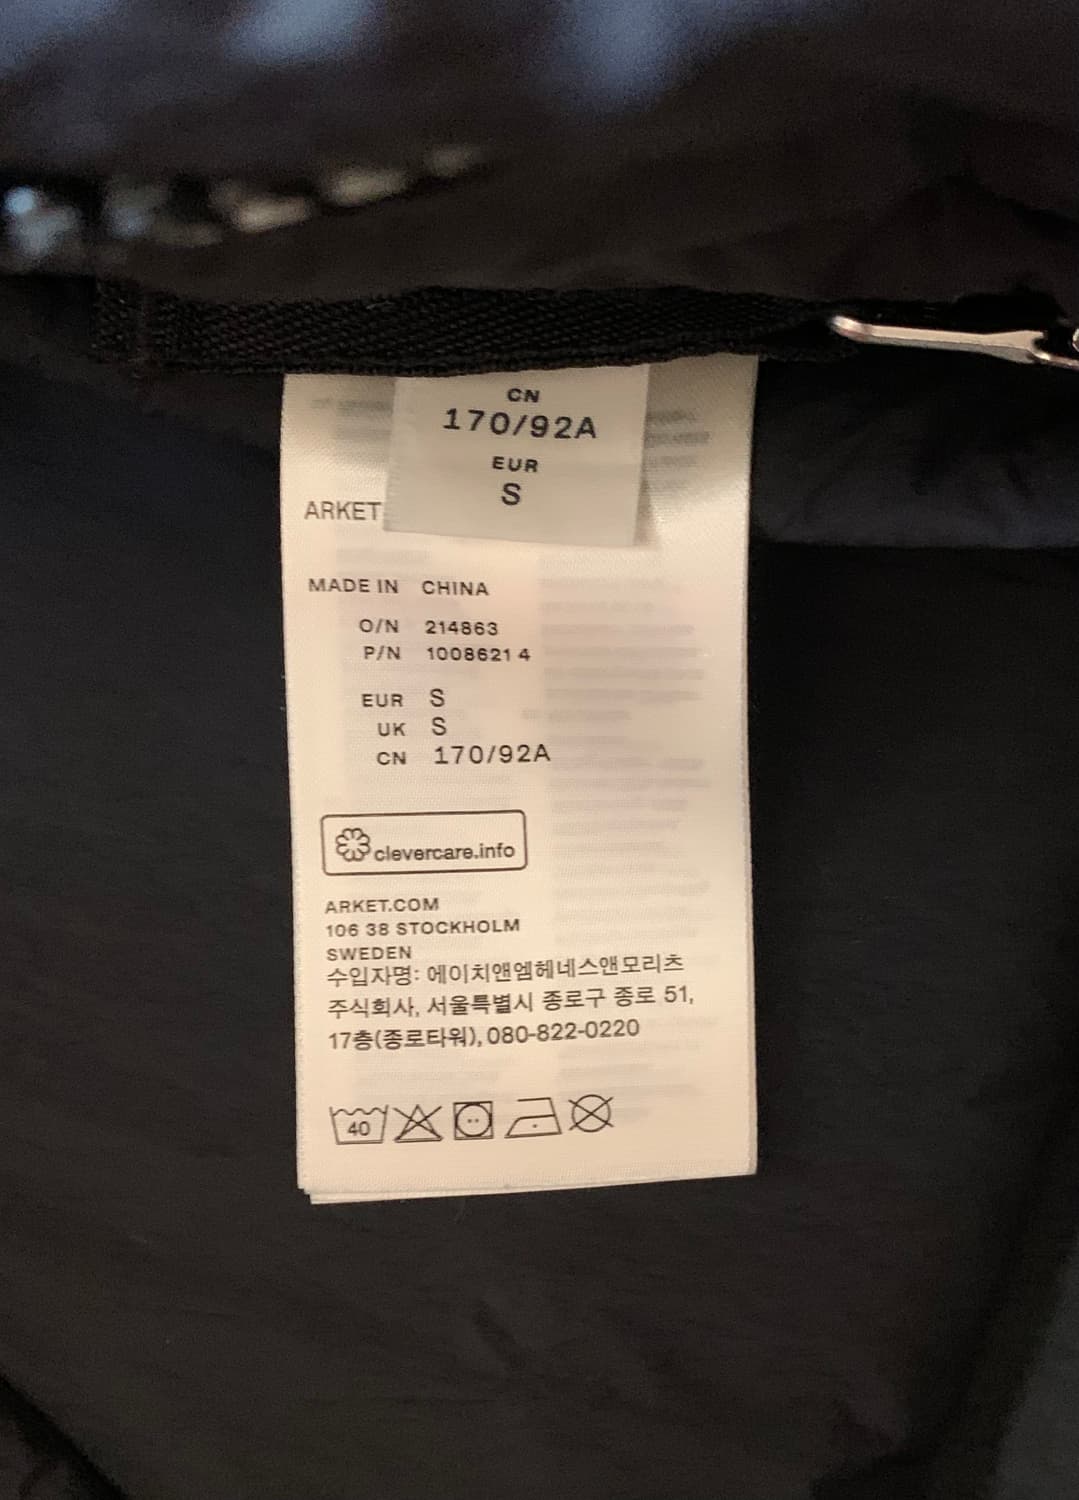 CN
170/92A
EUR
S
ARKET
MADE IN CHINA
O/N 214863
P/N 1008621 4
EUR S
UK S
CN 170/92A
clevercare.info
ARKET.COM
106 38 STOCKHOLM
SWEDEN
수입자명: 에이치앤엠헤네스앤모리츠
주식회사, 서울특별시 종로구 종로 51,
17층(종로타워), 080-822-0220
40